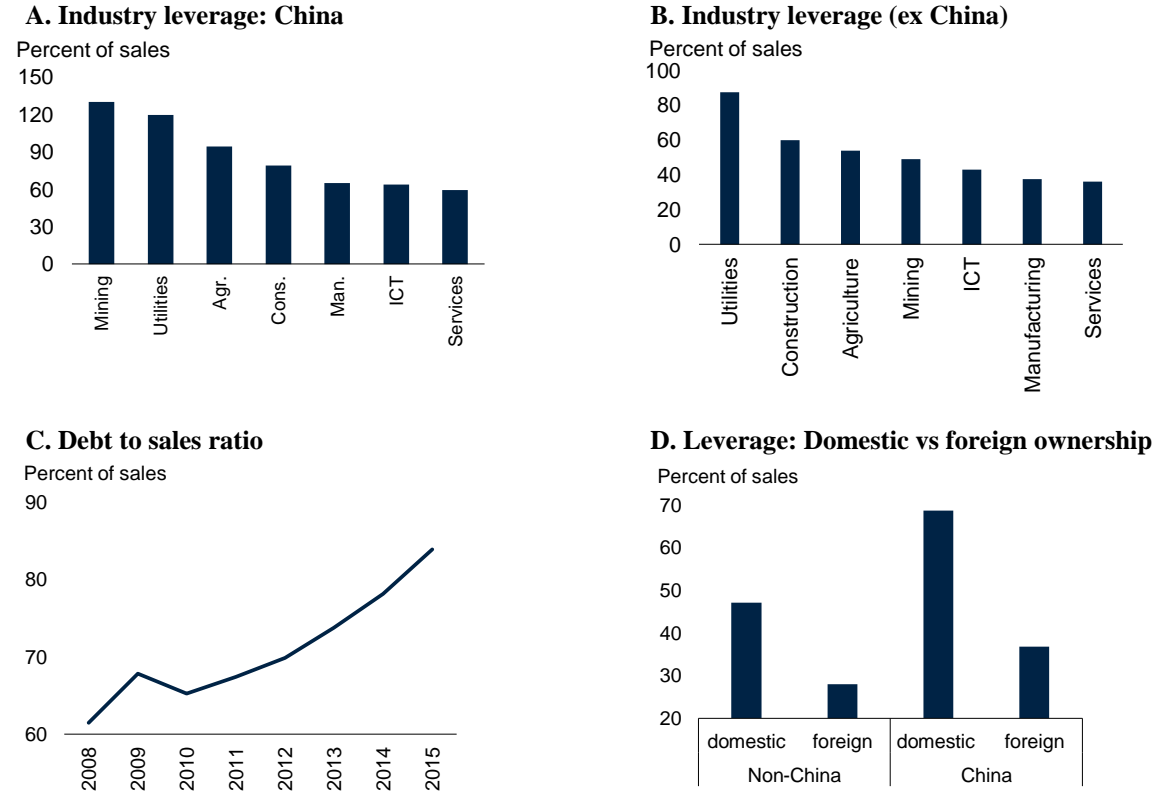 A. Industry leverage: China
Percent of sales
150
120
90
60
30
0
Mining
Utilities
Agr.
Cons.
Man.
ICT
Services
B. Industry leverage (ex China)
Percent of sales
100
80
60
40
20
0
Utilities
Construction
Agriculture
Mining
ICT
Manufacturing
Services
C. Debt to sales ratio
Percent of sales
90
80
70
60
2008
2009
2010
2011
2012
2013
2014
2015
D. Leverage: Domestic vs foreign ownership
Percent of sales
70
60
50
40
30
20
domestic foreign domestic foreign
Non-China China